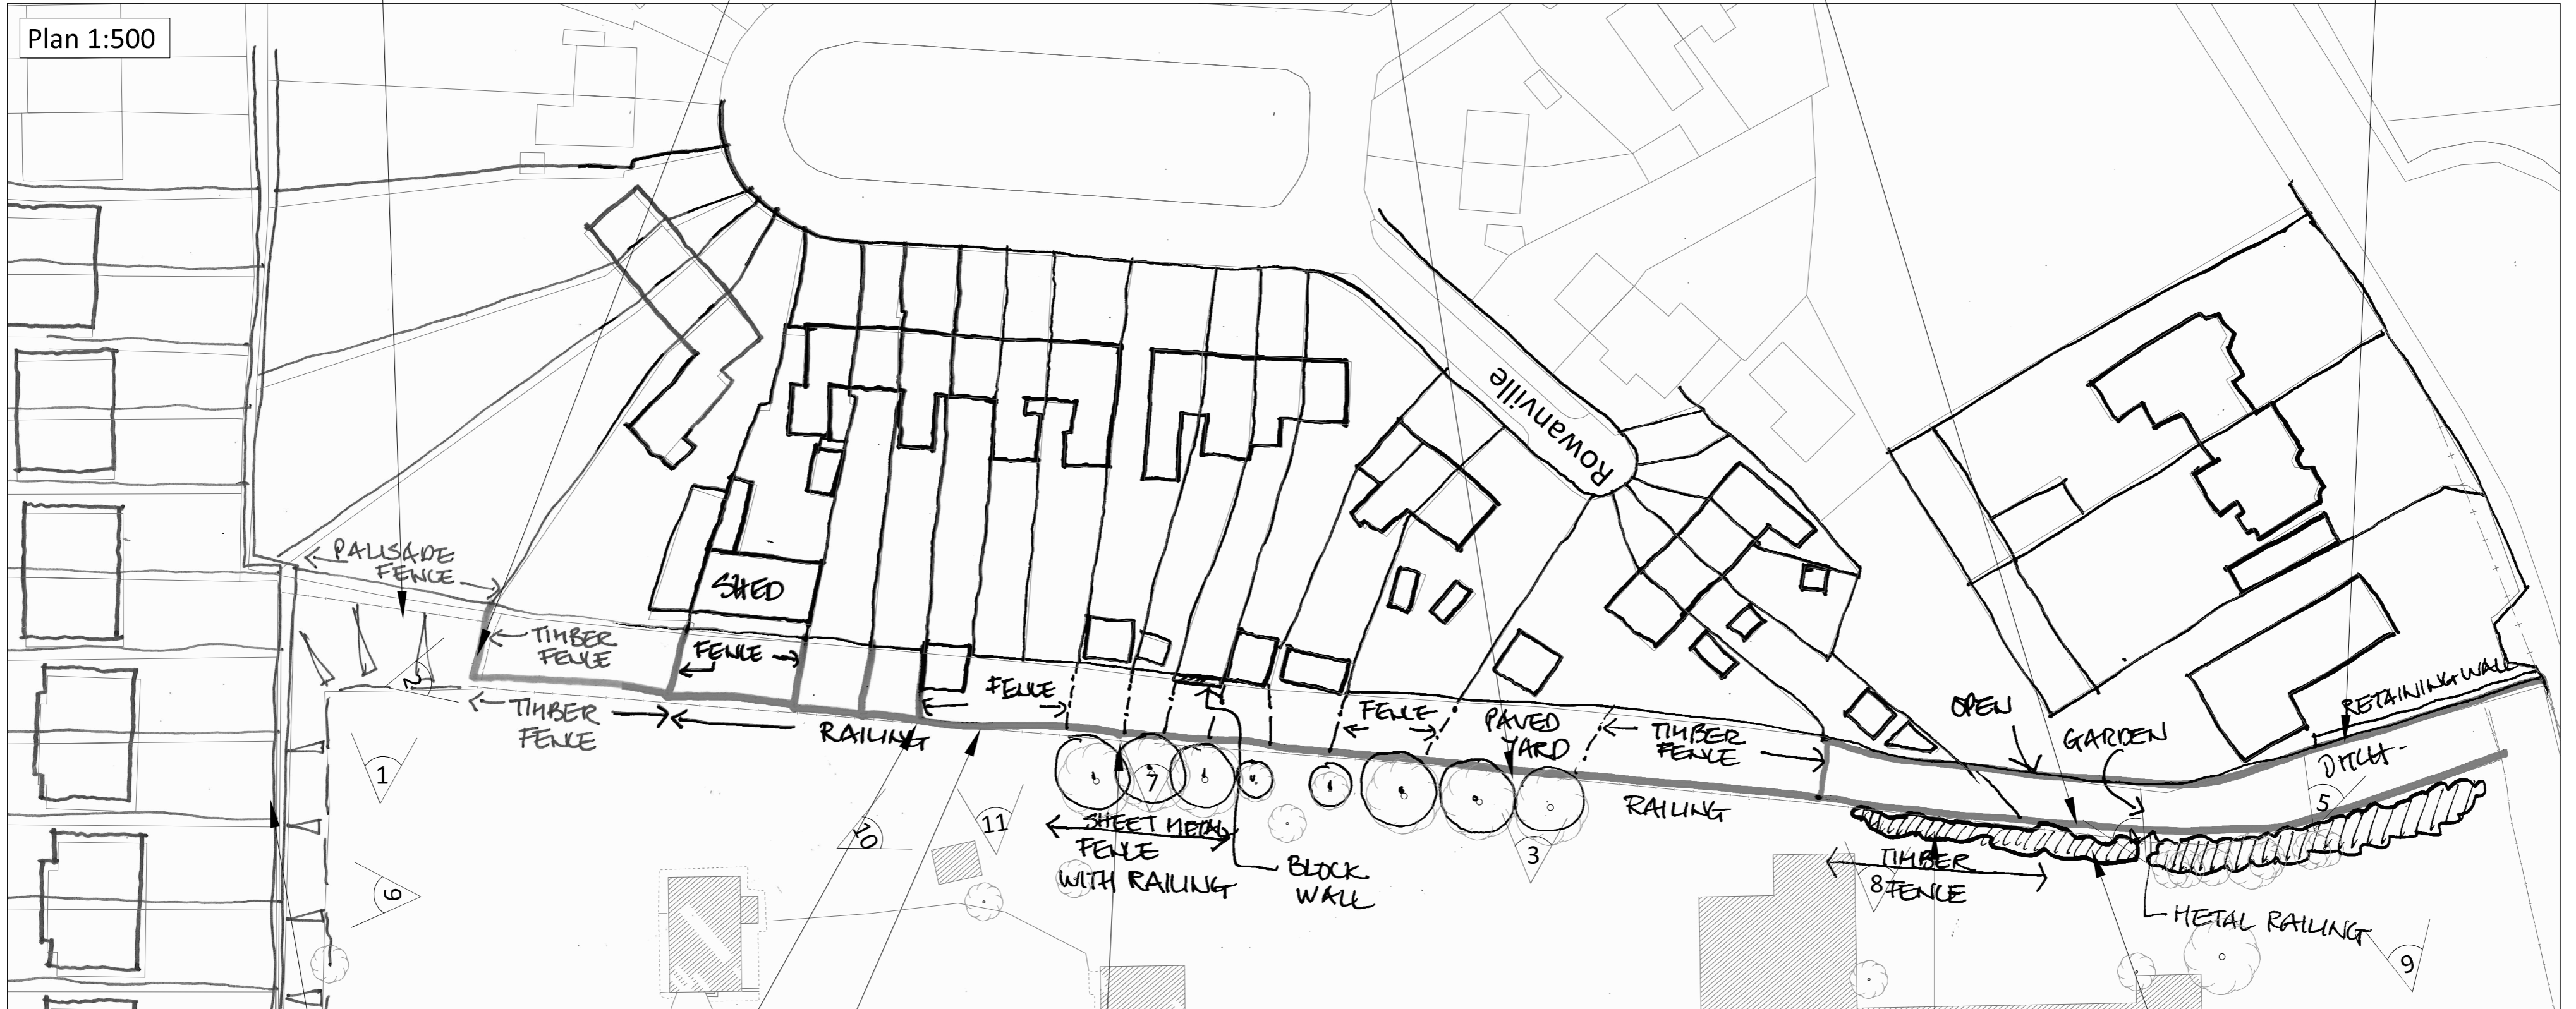 Plan 1:500
Rowanville
PALISADE
FENCE
TIMBER
FENCE
SHED
FENCE
FENCE
TIMBER
FENCE
RAILING
FENCE
PAVED
YARD
TIMBER
FENCE
OPEN
GARDEN
RETAINING WALL
DITCH
RAILING
SHEET METAL
FENCE
WITH RAILING
BLOCK
WALL
TIMBER
FENCE
METAL RAILING
1
2
3
5
7
8
9
9
10
11